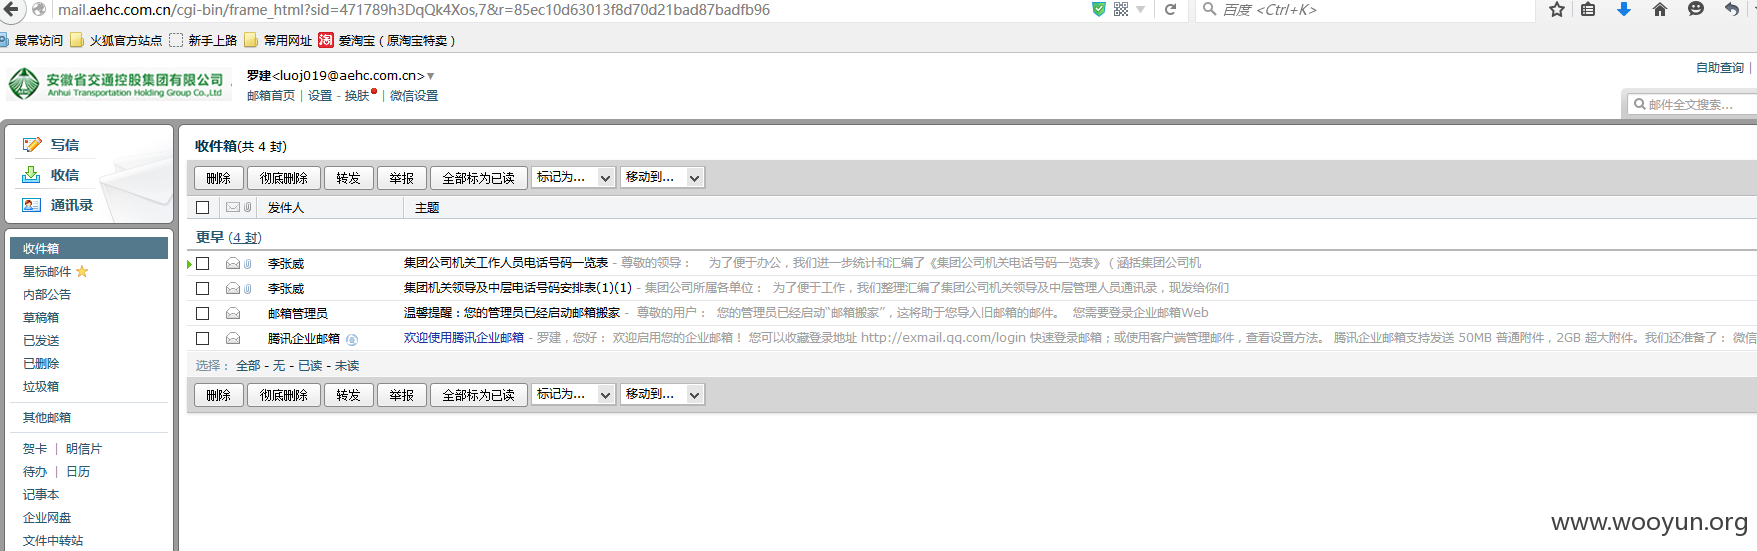 mail.aehc.com.cn/cgi-bin/frame_html?sid=471789h3DqQk4Xos,7&r=85ec10d63013f8d70d21bad87badfb96
百度 <Ctrl+K>
最常访问 火狐官方站点 新手上路 常用网址 淘 爱淘宝（原淘宝特卖）
安徽省交通控股集团有限公司
Anhui Transportation Holding Group Co.,Ltd
罗建<luoj019@aehc.com.cn>
邮箱首页 | 设置 - 换肤 | 微信设置
自助查询 |
邮件全文搜索...
写信
收信
通讯录
收件箱
星标邮件
内部公告
草稿箱
已发送
已删除
垃圾箱
其他邮箱
贺卡 | 明信片
待办 | 日历
记事本
企业网盘
文件中转站
收件箱(共 4 封)
删除 彻底删除 转发 举报 全部标为已读 标记为... 移动到...
发件人 主题
更早 (4 封)
李张威 集团公司机关工作人员电话号码一览表 - 尊敬的领导： 为了便于办公，我们进一步统计和汇编了《集团公司机关电话号码一览表》（涵括集团公司机
李张威 集团机关领导及中层电话号码安排表(1)(1) - 集团公司所属各单位： 为了便于工作，我们整理汇编了集团公司机关领导及中层管理人员通讯录，现发给你们
邮箱管理员 温馨提醒：您的管理员已经启动邮箱搬家 - 尊敬的用户： 您的管理员已经启动“邮箱搬家”，这将助于您导入旧邮箱的邮件。 您需要登录企业邮箱Web
腾讯企业邮箱 欢迎使用腾讯企业邮箱 - 罗建，您好： 欢迎启用您的企业邮箱！ 您可以收藏登录地址 http://exmail.qq.com/login 快速登录邮箱；或使用客户端管理邮件，查看设置方法。 腾讯企业邮箱支持发送 50MB 普通附件，2GB 超大附件。我们还准备了： 微信
选择： 全部 - 无 - 已读 - 未读
删除 彻底删除 转发 举报 全部标为已读 标记为... 移动到...
www.wooyun.org